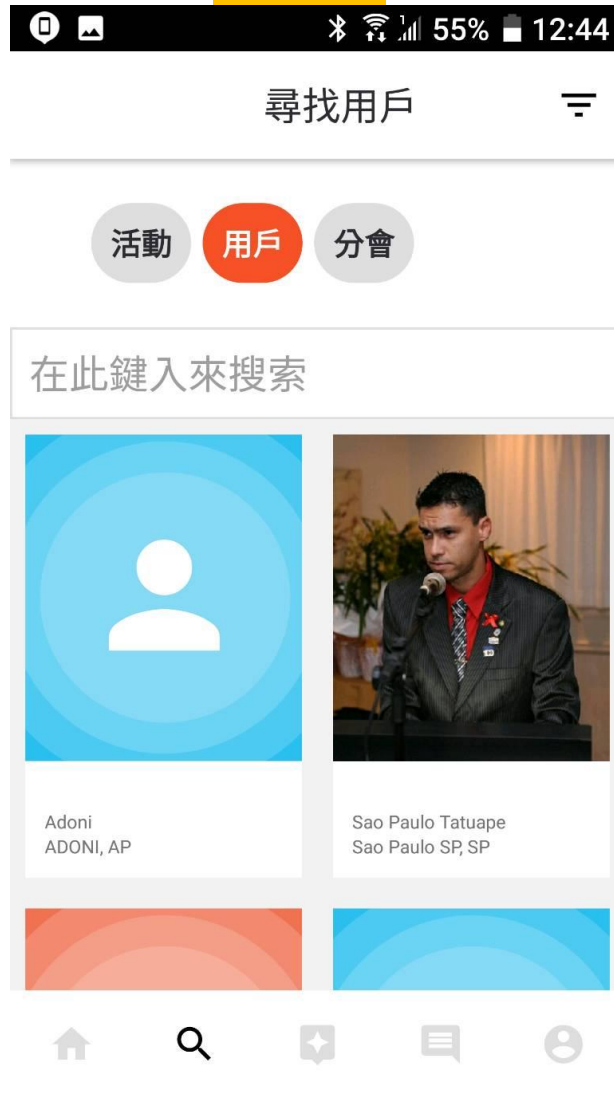 55% 12:44
尋找用戶
活動 用戶 分會
在此鍵入來搜索
Adoni
ADONI, AP
Sao Paulo Tatuape
Sao Paulo SP, SP